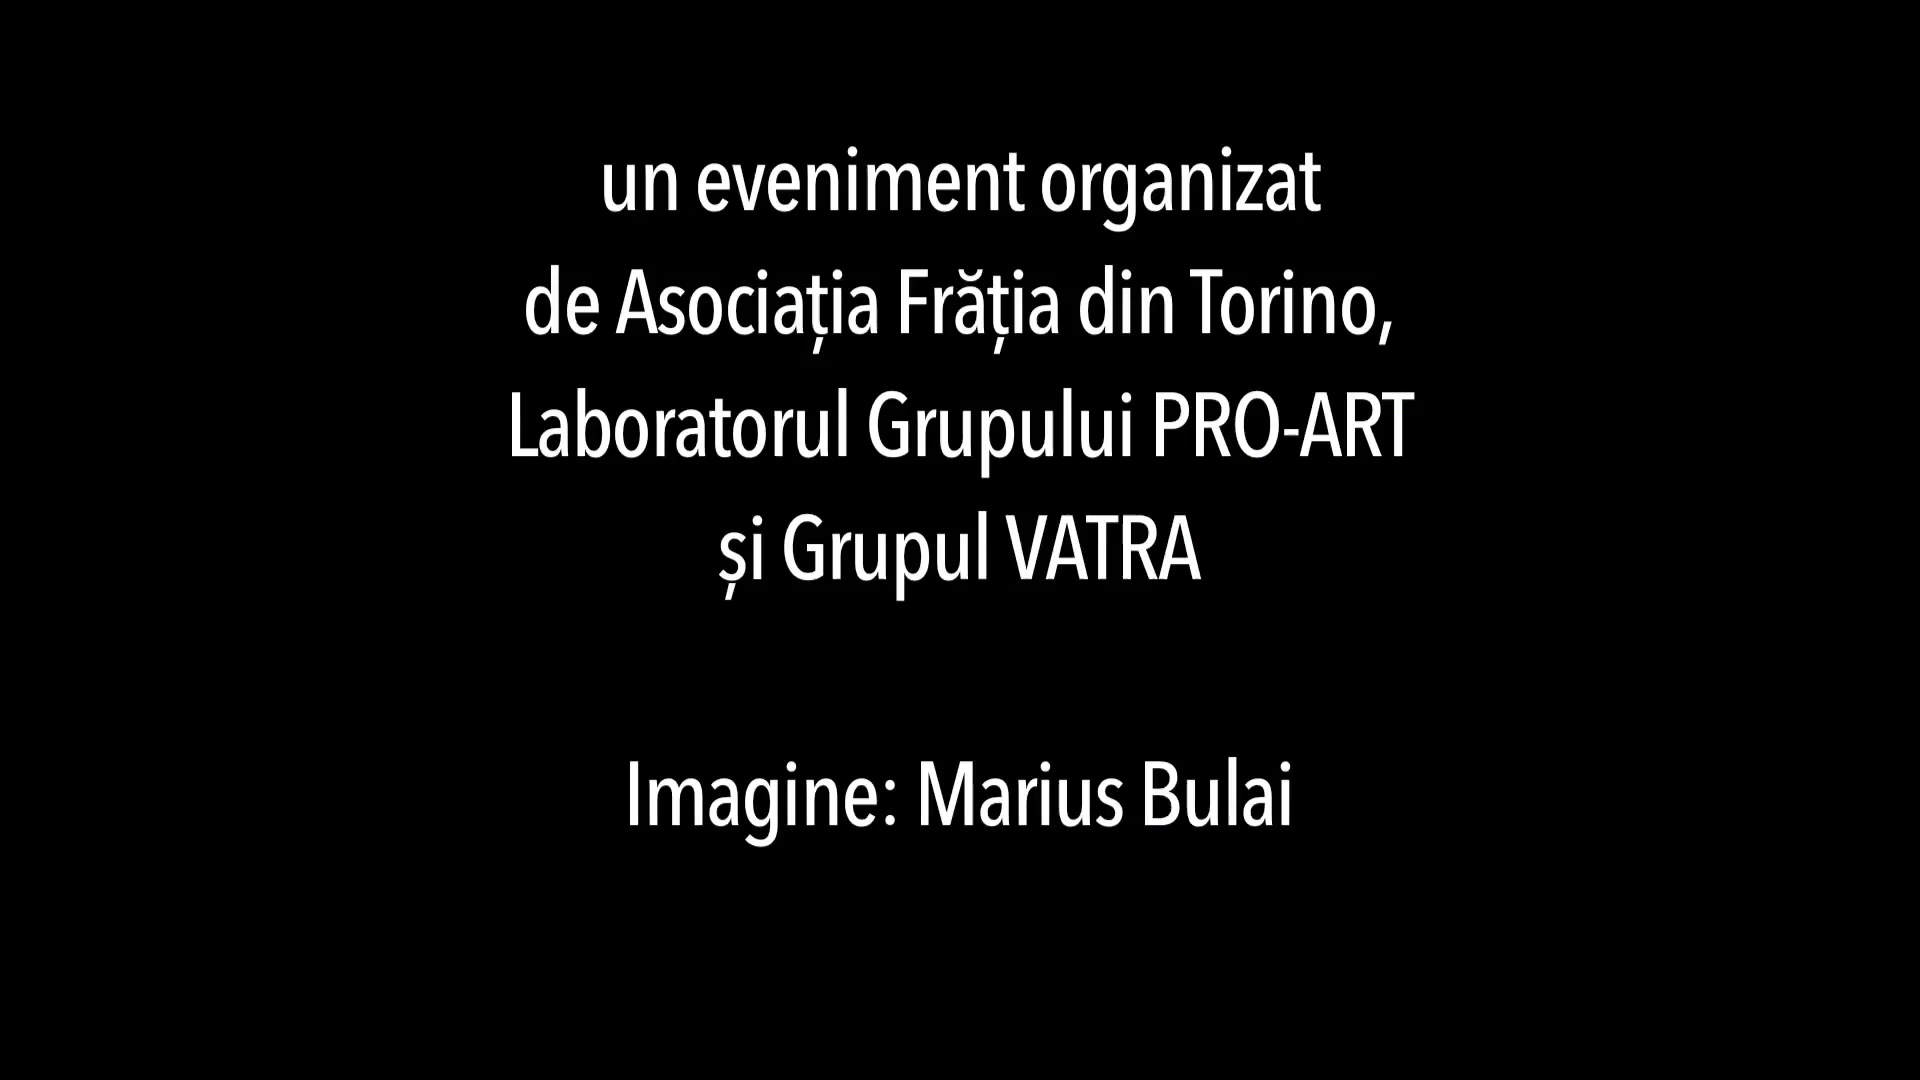 un eveniment organizat
de Asociația Frăția din Torino,
Laboratorul Grupului PRO-ART
și Grupul VATRA
Imagine: Marius Bulai